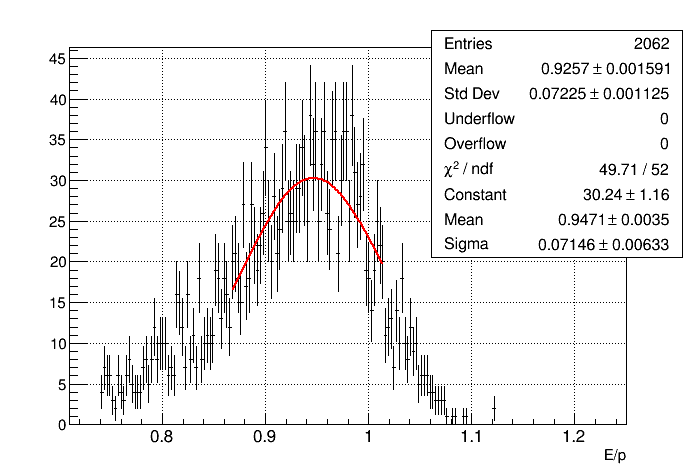 Entries 2062
Mean 0.9257 ± 0.001591
Std Dev 0.07225 ± 0.001125
Underflow 0
Overflow 0
χ² / ndf 49.71 / 52
Constant 30.24 ± 1.16
Mean 0.9471 ± 0.0035
Sigma 0.07146 ± 0.00633
45
40
35
30
25
20
15
10
5
0
0.8 0.9 1 1.1 1.2
E/p